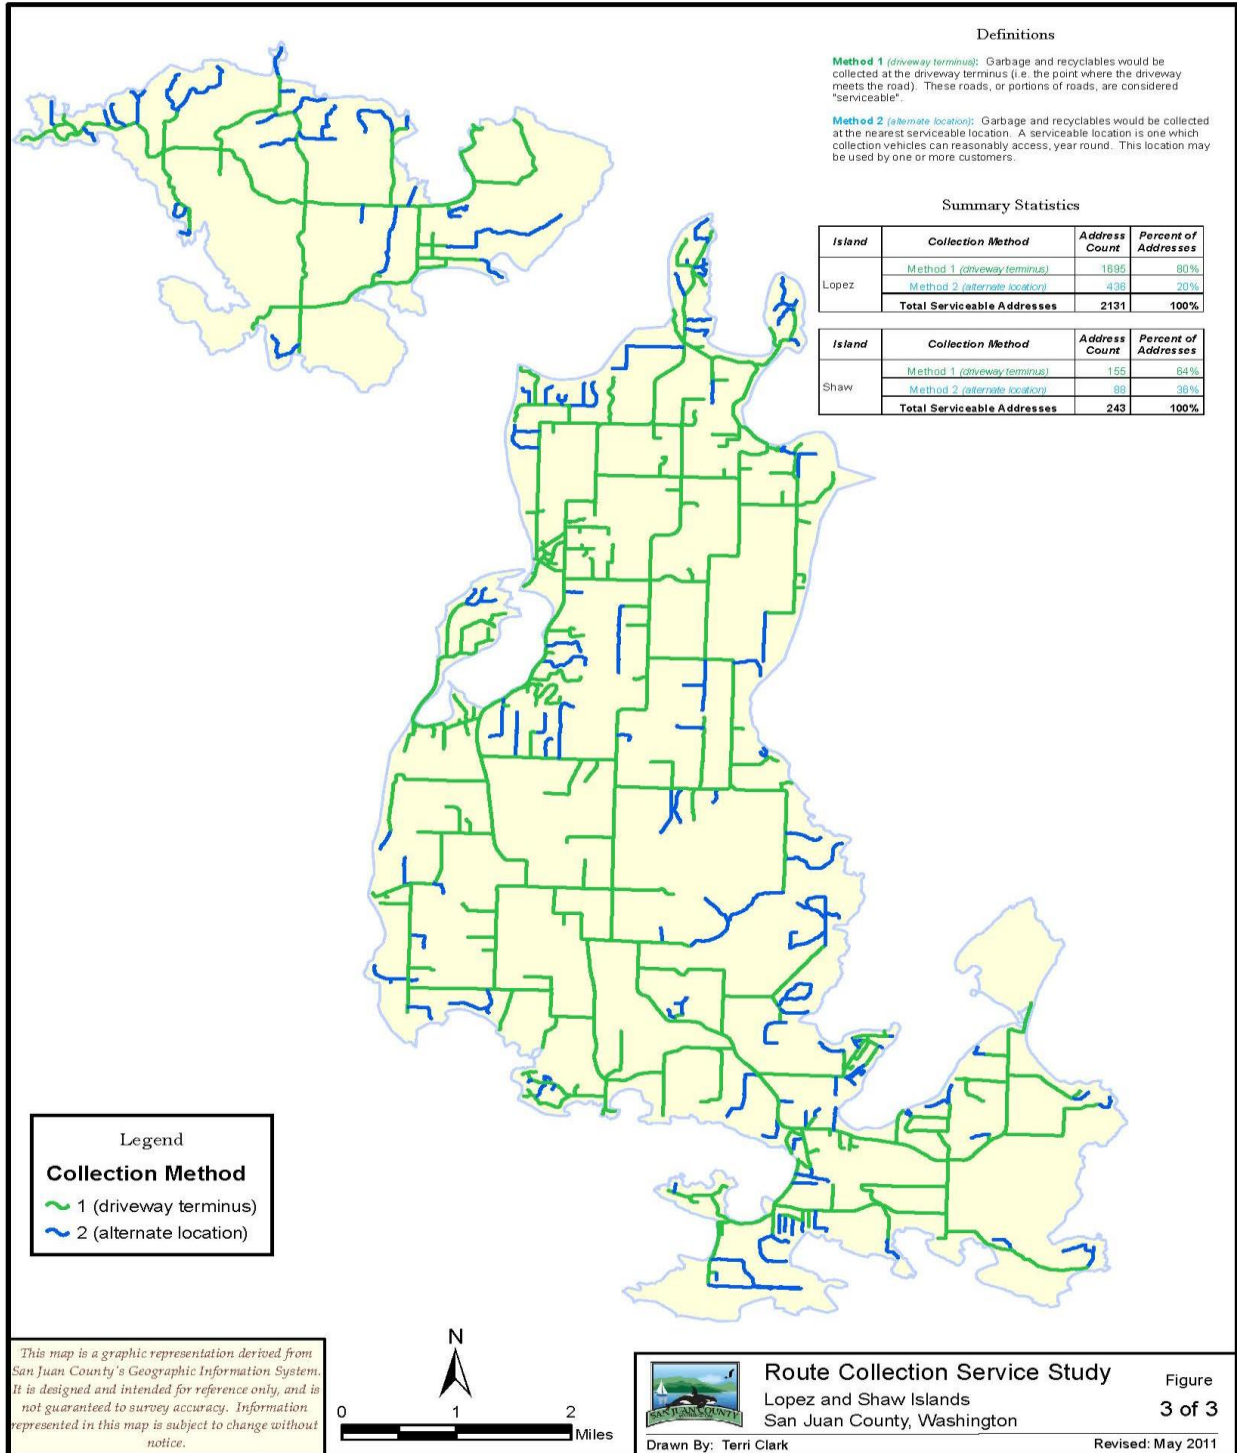 Definitions
Method 1 (driveway terminus): Garbage and recyclables would be
collected at the driveway terminus (i.e. the point where the driveway
meets the road). These roads, or portions of roads, are considered
"serviceable".
Method 2 (alternate location): Garbage and recyclables would be collected
at the nearest serviceable location. A serviceable location is one which
collection vehicles can reasonably access, year round. This location may
be used by one or more customers.
Summary Statistics
Island Collection Method Address Count Percent of Addresses
Lopez
Method 1 (driveway terminus) 1695 80%
Method 2 (alternate location) 436 20%
Total Serviceable Addresses 2131 100%
Island Collection Method Address Count Percent of Addresses
Shaw
Method 1 (driveway terminus) 155 64%
Method 2 (alternate location) 88 36%
Total Serviceable Addresses 243 100%
Legend
Collection Method
1 (driveway terminus)
2 (alternate location)
This map is a graphic representation derived from
San Juan County's Geographic Information System.
It is designed and intended for reference only, and is
not guaranteed to survey accuracy. Information
represented in this map is subject to change without
notice.
N
0 1 2
Miles
SAN JUAN COUNTY
Route Collection Service Study
Lopez and Shaw Islands
San Juan County, Washington
Figure
3 of 3
Drawn By: Terri Clark
Revised: May 2011